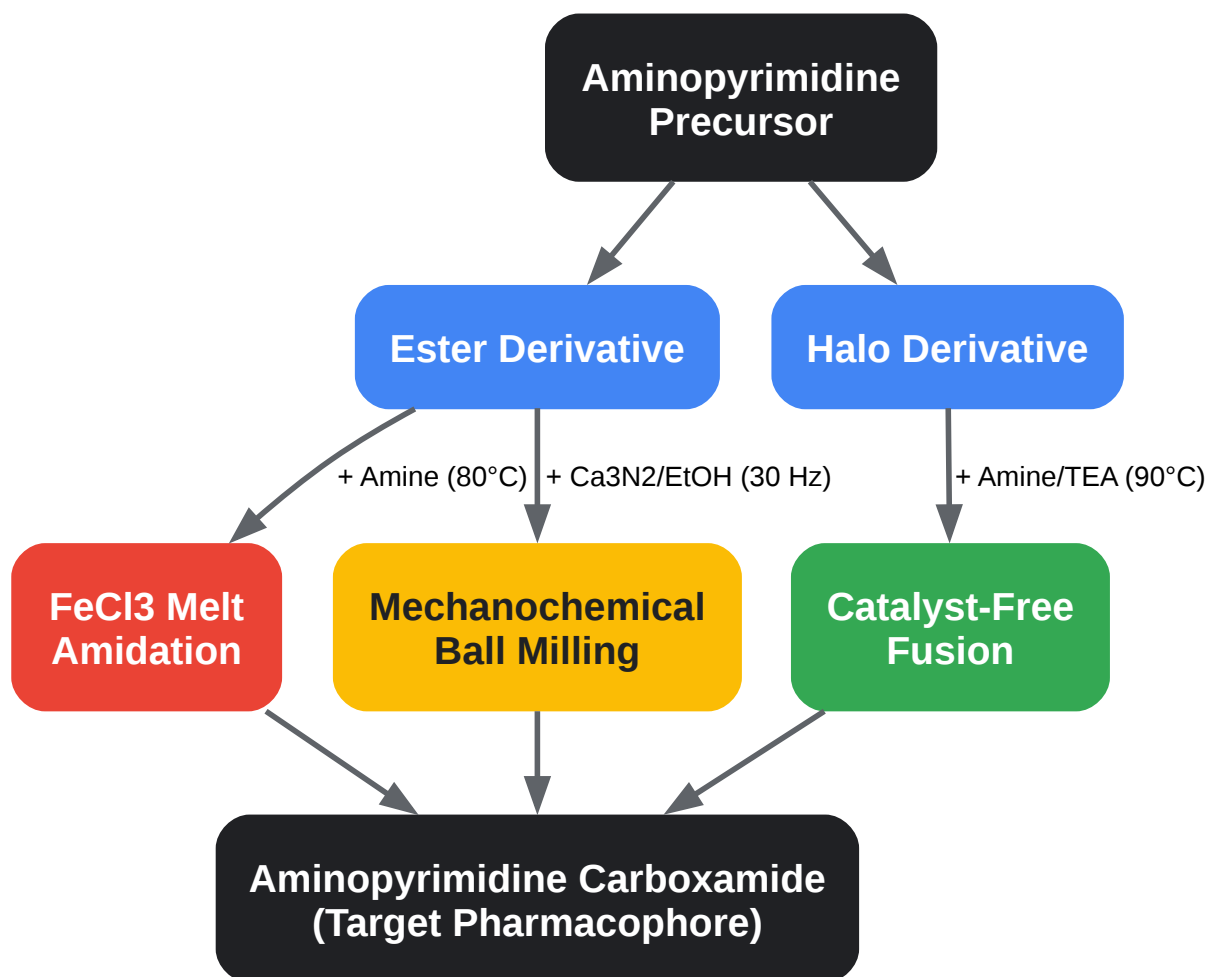 Aminopyrimidine
Precursor
Ester Derivative
Halo Derivative
+ Amine (80°C)
+ Ca3N2/EtOH (30 Hz)
+ Amine/TEA (90°C)
FeCl3 Melt
Amidation
Mechanochemical
Ball Milling
Catalyst-Free
Fusion
Aminopyrimidine Carboxamide
(Target Pharmacophore)